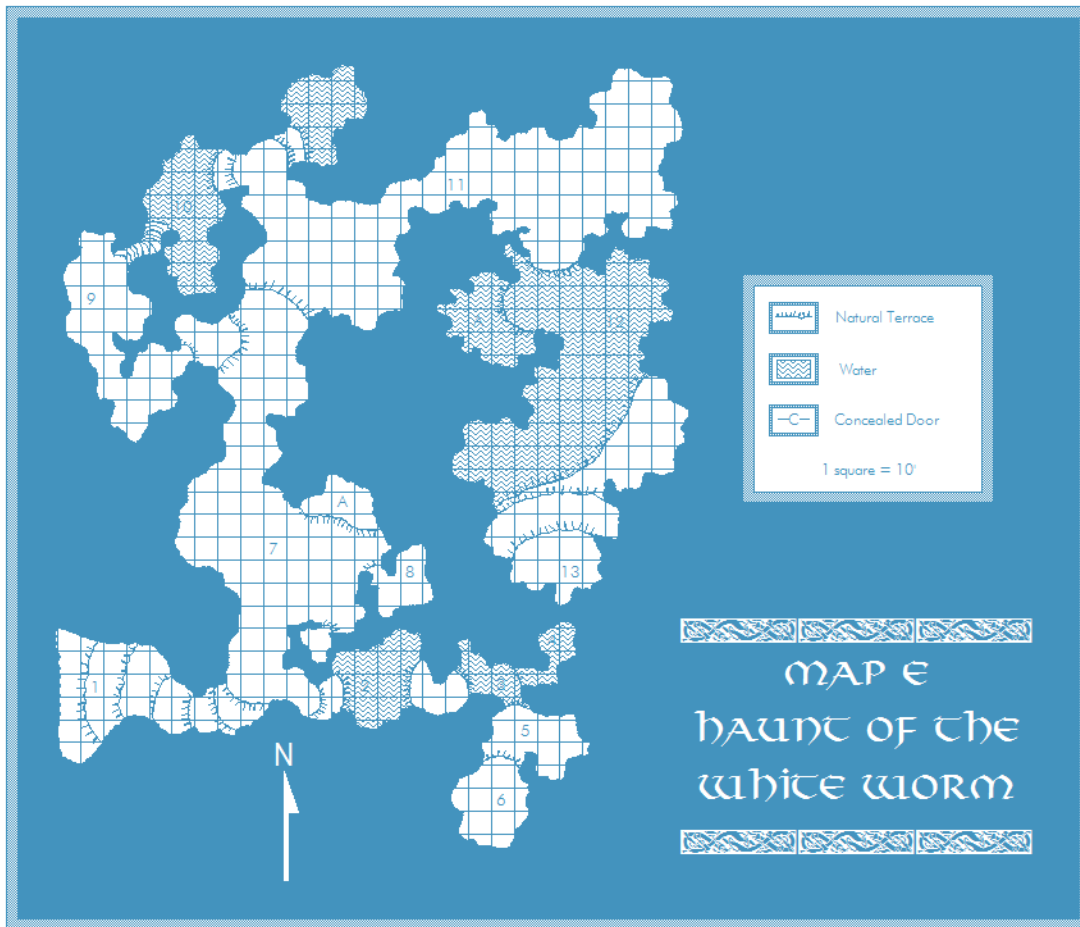 11
9
A
7
8
13
1
5
6
N
Natural Terrace
Water
C
Concealed Door
1 square = 10'
MAP E
HAUNT OF THE
WHITE WORM